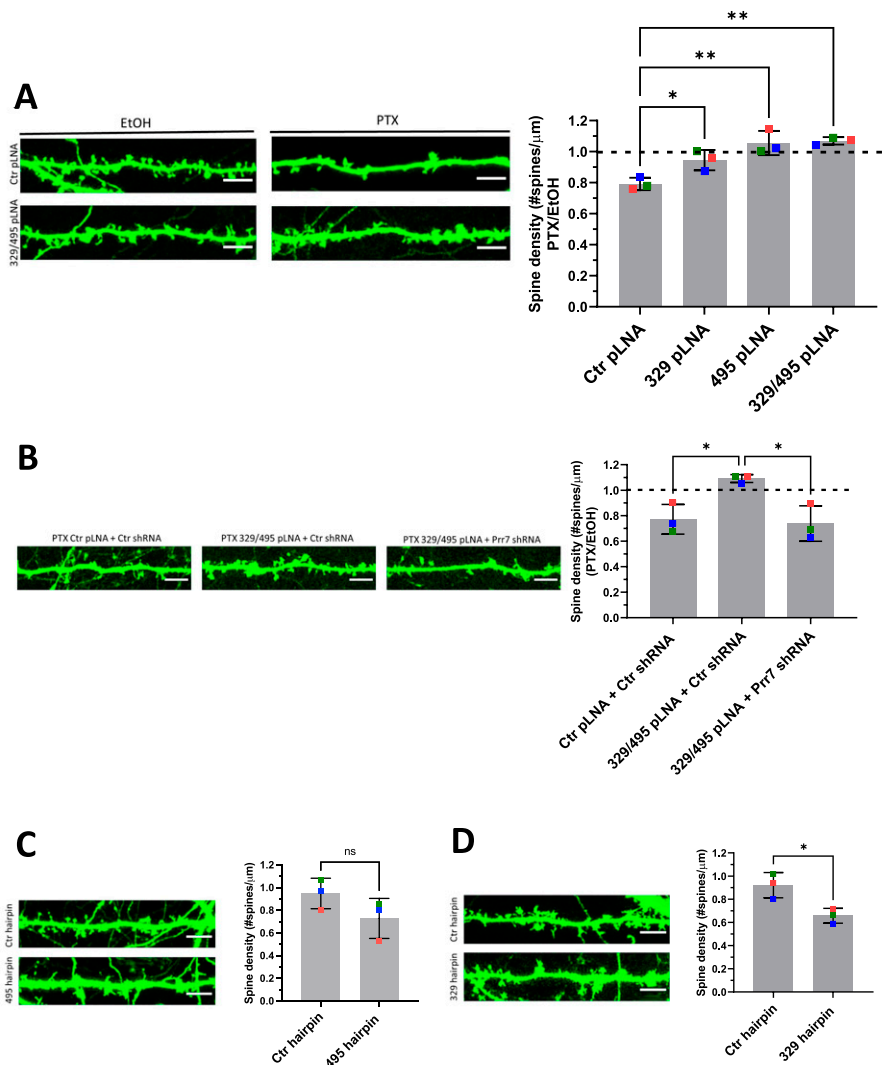 A
EtOH
PTX
Ctr pLNA
329/495 pLNA
**
**
*
Spine density (#spines/μm)
PTX/EtOH
1.2
1.0
0.8
0.6
0.4
0.2
0.0
Ctr pLNA
329 pLNA
495 pLNA
329/495 pLNA
B
PTX Ctr pLNA + Ctr shRNA
PTX 329/495 pLNA + Ctr shRNA
PTX 329/495 pLNA + Prr7 shRNA
*
*
Spine density (#spines/μm)
(PTX/EtOH)
1.2
1.0
0.8
0.6
0.4
0.2
0.0
Ctr pLNA + Ctr shRNA
329/495 pLNA + Ctr shRNA
329/495 pLNA + Prr7 shRNA
C
Ctr hairpin
495 hairpin
ns
Spine density (#spines/μm)
1.2
1.0
0.8
0.6
0.4
0.2
0.0
Ctr hairpin
495 hairpin
D
Ctr hairpin
329 hairpin
*
Spine density (#spines/μm)
1.2
1.0
0.8
0.6
0.4
0.2
0.0
Ctr hairpin
329 hairpin